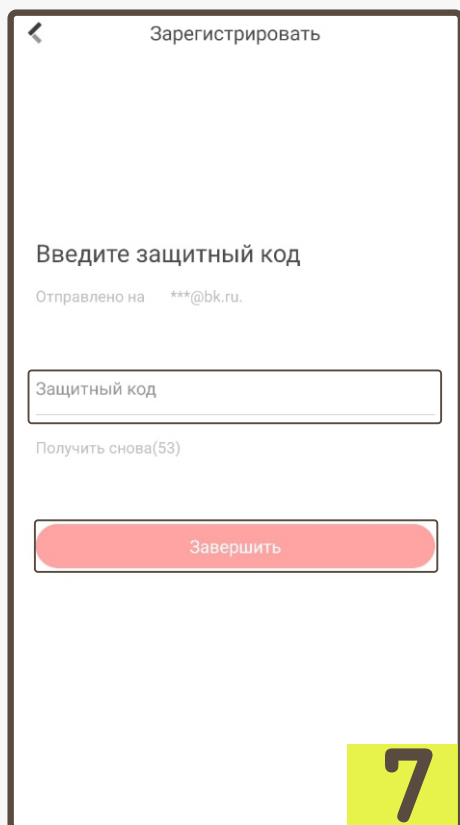 Зарегистрировать
Введите защитный код
Отправлено на ***@bk.ru.
Защитный код
Получить снова(53)
Завершить
7